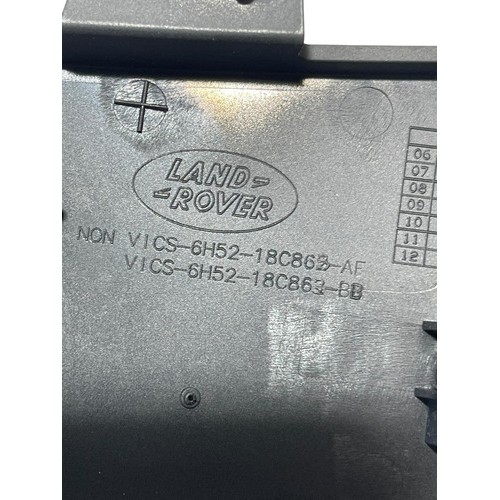 LAND
ROVER
NON VICS-6H52-18C863-AF
VICS-6H52-18C863-BB
06
07
08
09
10
11
12